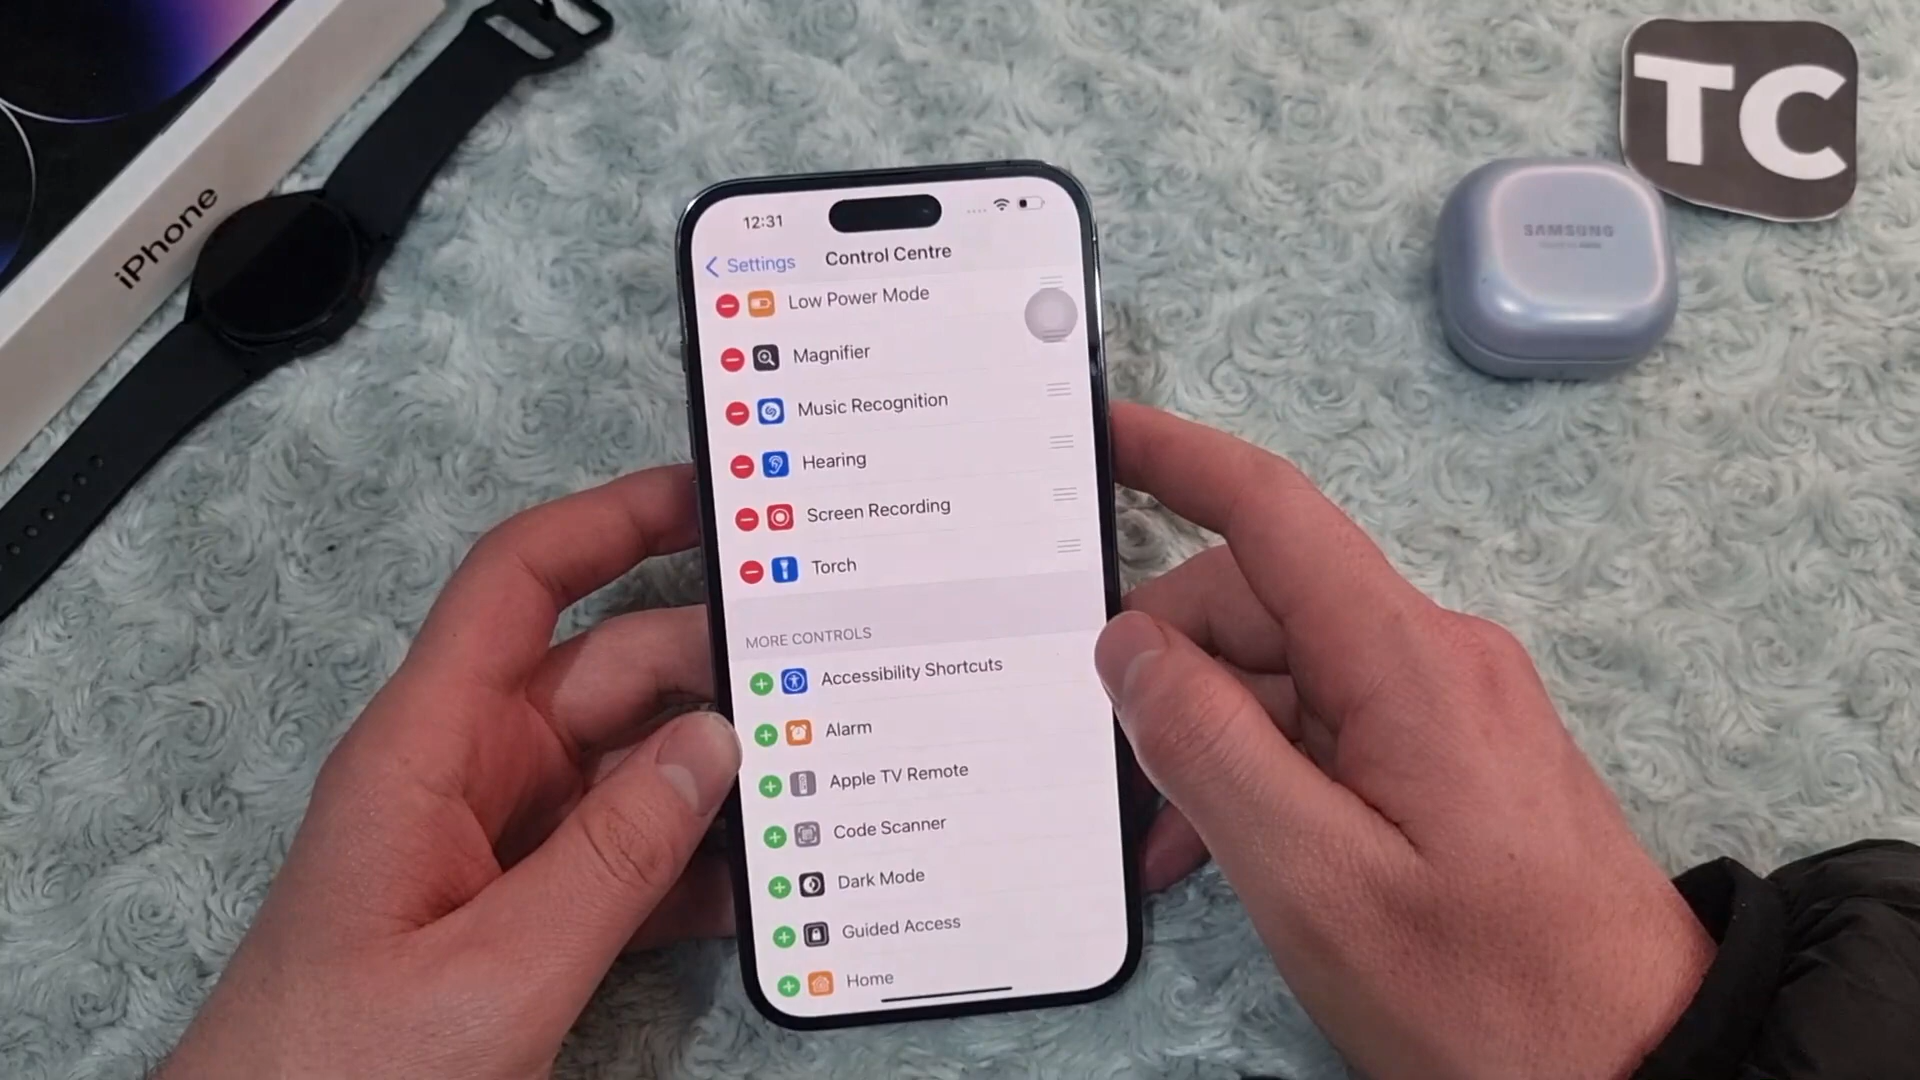 iPhone
TC
SAMSUNG
12:31
Settings
Control Centre
Low Power Mode
Magnifier
Music Recognition
Hearing
Screen Recording
Torch
MORE CONTROLS
Accessibility Shortcuts
Alarm
Apple TV Remote
Code Scanner
Dark Mode
Guided Access
Home